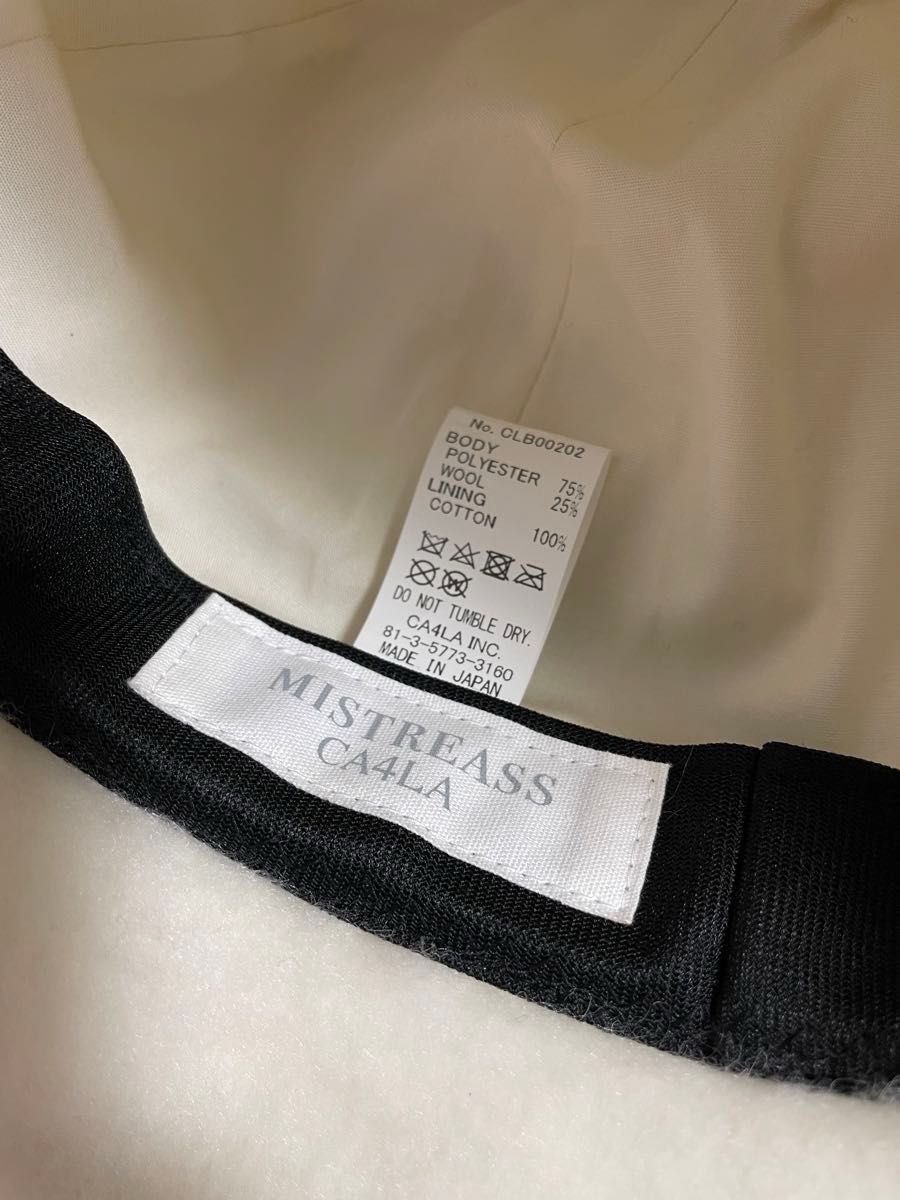 No. CLB00202
BODY
POLYESTER 75%
WOOL 25%
LINING
COTTON 100%
DO NOT TUMBLE DRY.
CA4LA INC.
81-3-5773-3160
MADE IN JAPAN
MISTREASS
CA4LA